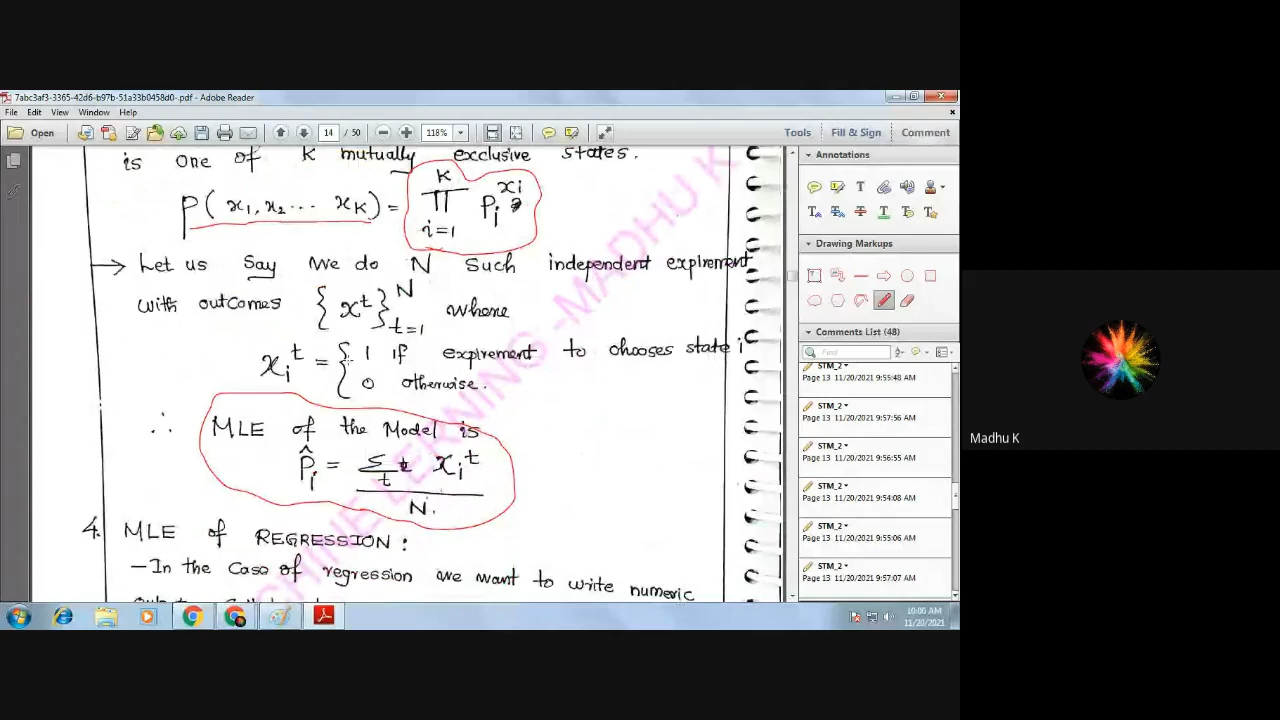 7abc3af3-3365-42d6-b97b-51a33b0458d0-.pdf - Adobe Reader
File Edit View Window Help
Open 14 / 50 118% Tools Fill & Sign Comment
is one of K mutually exclusive states.
P(x1, x2... xK) = K ∏ i=1 Pi^xi
→ Let us say we do N such independent expirement
with outcomes {x^t}^N t=1 where
xi^t = { 1 if exprement to chooses state i
0 otherwise.
∴ MLE of the Model is
P̂i = Σt xi^t
N.
4. MLE of REGRESSION:
- In the case of regression we want to write numeric
MADHU K
Annotations
Drawing Markups
Comments List (48)
Find
STM_2
Page 13 11/20/2021 9:55:48 AM
STM_2
Page 13 11/20/2021 9:57:56 AM
STM_2
Page 13 11/20/2021 9:56:55 AM
STM_2
Page 13 11/20/2021 9:54:08 AM
STM_2
Page 13 11/20/2021 9:55:06 AM
STM_2
Page 13 11/20/2021 9:57:07 AM
10:00 AM
11/20/2021
Madhu K